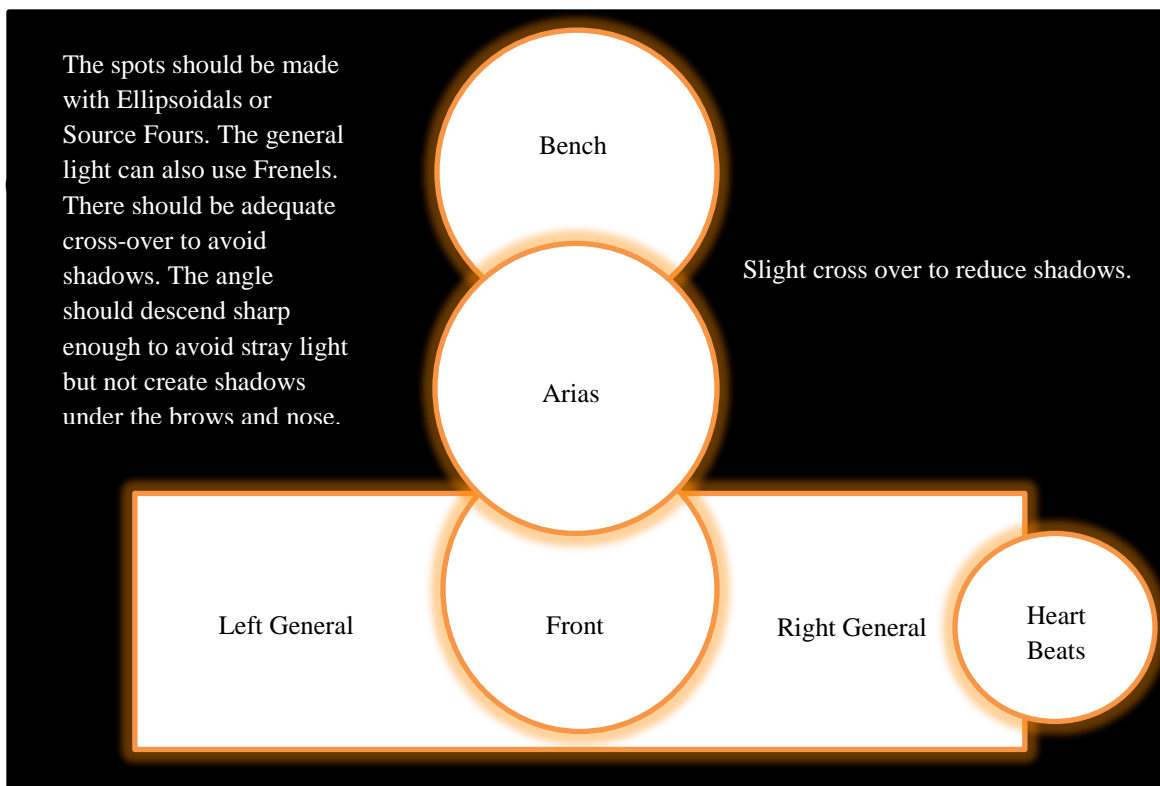 The spots should be made
with Ellipsoidals or
Source Fours. The general
light can also use Frenels.
There should be adequate
cross-over to avoid
shadows. The angle
should descend sharp
enough to avoid stray light
but not create shadows
under the brows and nose.
Bench
Slight cross over to reduce shadows.
Arias
Left General
Front
Right General
Heart
Beats